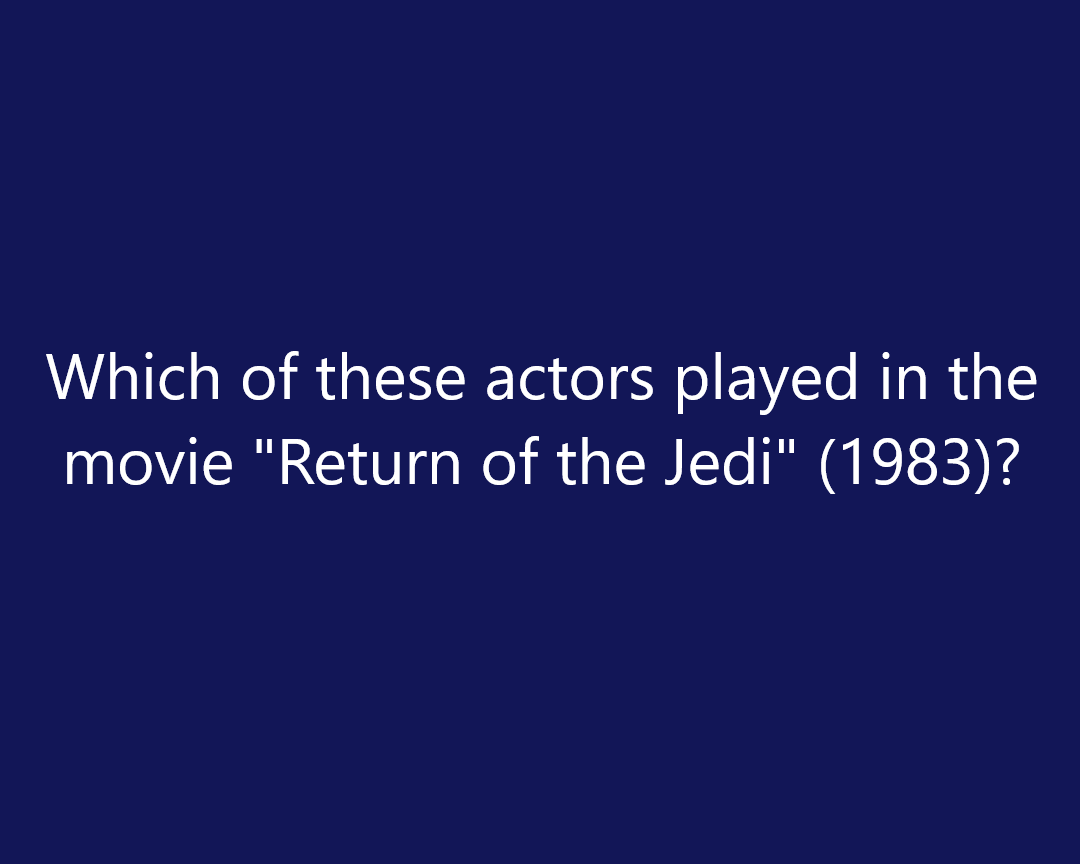 Which of these actors played in the
movie "Return of the Jedi" (1983)?